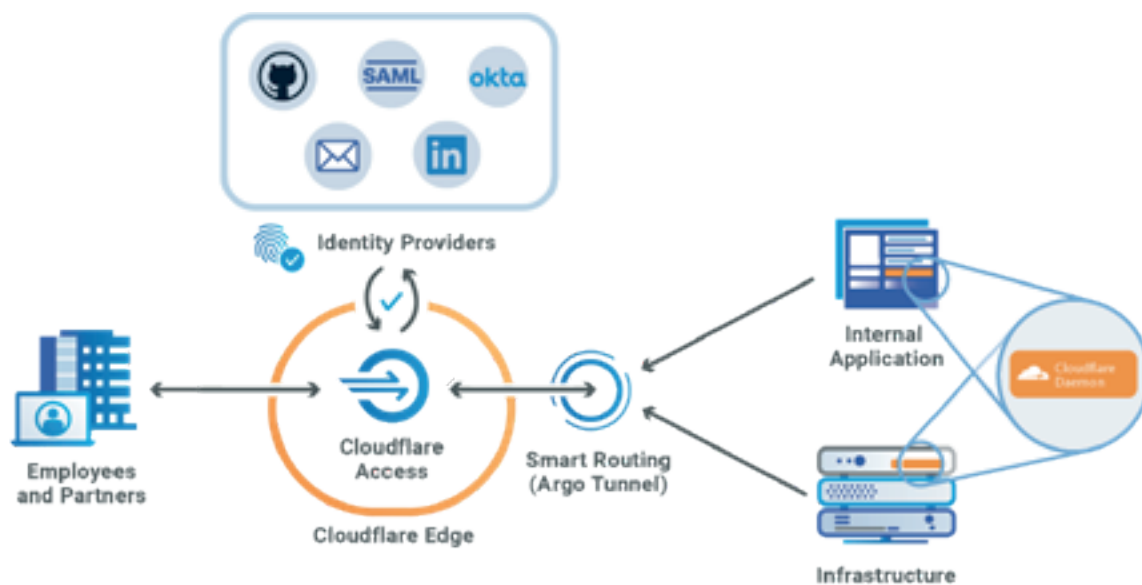 SAML
okta
in
Identity Providers
Employees
and Partners
Cloudflare
Access
Cloudflare Edge
Smart Routing
(Argo Tunnel)
Internal
Application
Cloudflare
Daemon
Infrastructure